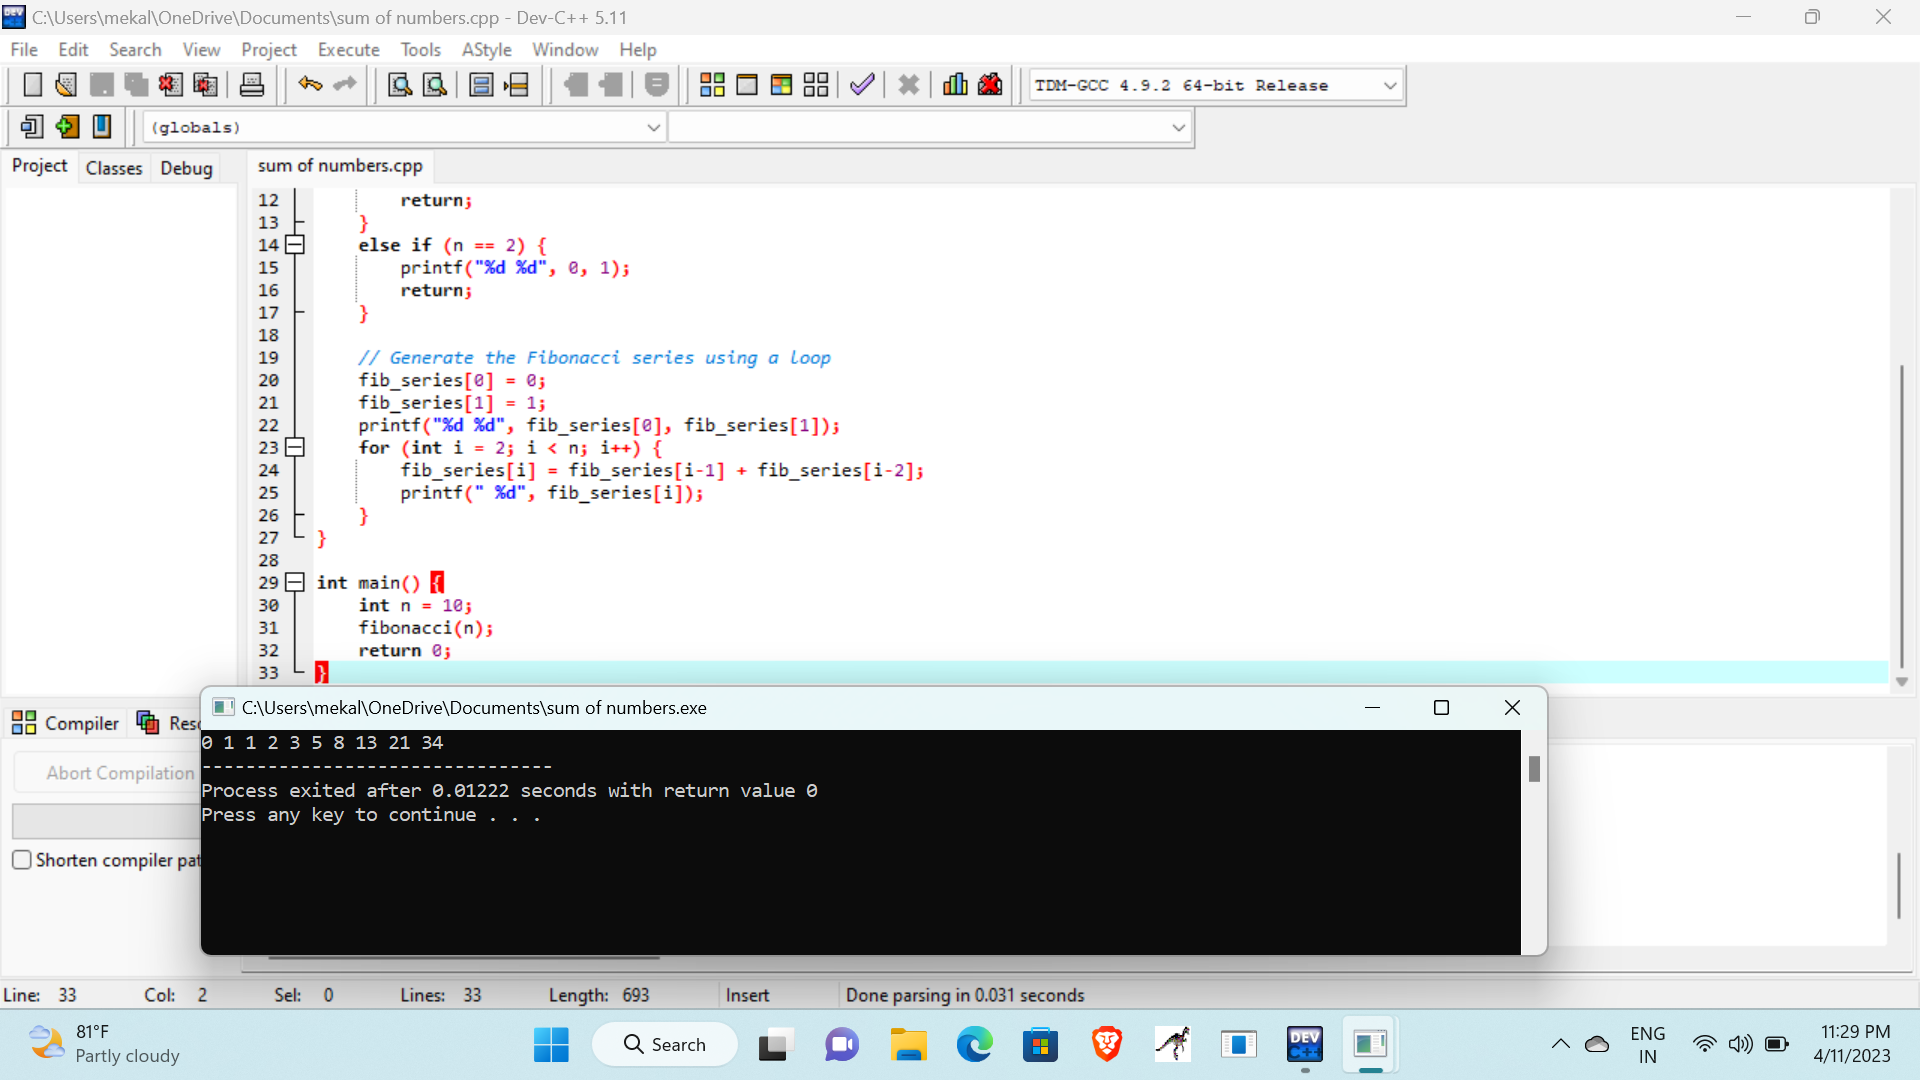 C:\Users\mekal\OneDrive\Documents\sum of numbers.cpp - Dev-C++ 5.11
File Edit Search View Project Execute Tools AStyle Window Help
TDM-GCC 4.9.2 64-bit Release
(globals)
Project Classes Debug
sum of numbers.cpp
12 return;
13 }
14 else if (n == 2) {
15 printf("%d %d", 0, 1);
16 return;
17 }
18
19 // Generate the Fibonacci series using a loop
20 fib_series[0] = 0;
21 fib_series[1] = 1;
22 printf("%d %d", fib_series[0], fib_series[1]);
23 for (int i = 2; i < n; i++) {
24 fib_series[i] = fib_series[i-1] + fib_series[i-2];
25 printf(" %d", fib_series[i]);
26 }
27 }
28
29 int main() {
30 int n = 10;
31 fibonacci(n);
32 return 0;
33 }
Compiler Reso
Abort Compilation
Shorten compiler pat
C:\Users\mekal\OneDrive\Documents\sum of numbers.exe
0 1 1 2 3 5 8 13 21 34
--------------------------------
Process exited after 0.01222 seconds with return value 0
Press any key to continue . . .
Line: 33 Col: 2 Sel: 0 Lines: 33 Length: 693 Insert Done parsing in 0.031 seconds
81°F
Partly cloudy
Search
DEV
C++
ENG
IN
11:29 PM
4/11/2023